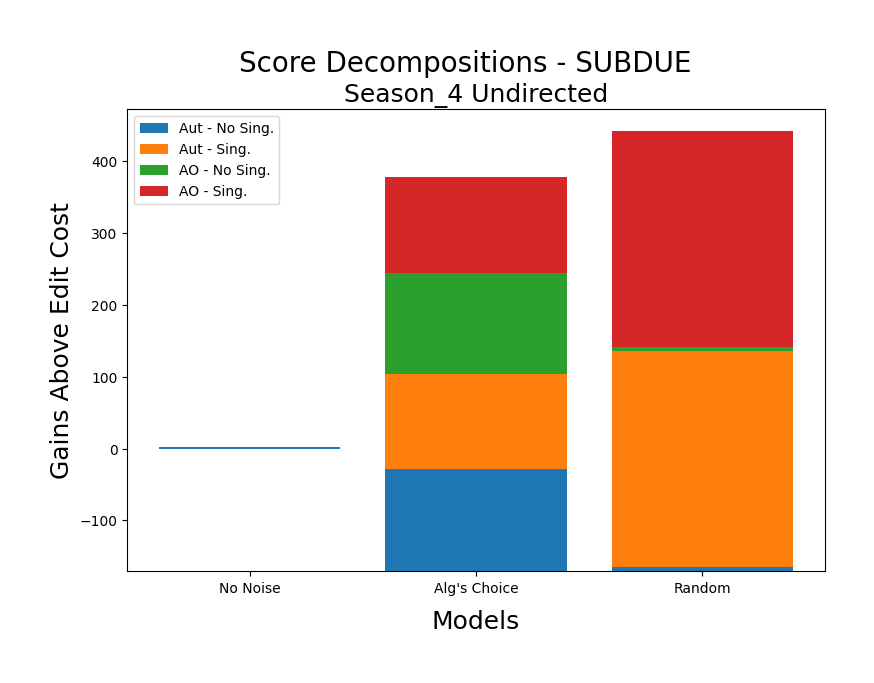 Score Decompositions - SUBDUE
Season_4 Undirected
Aut - No Sing.
Aut - Sing.
AO - No Sing.
AO - Sing.
Gains Above Edit Cost
400
300
200
100
0
−100
No Noise
Alg's Choice
Random
Models